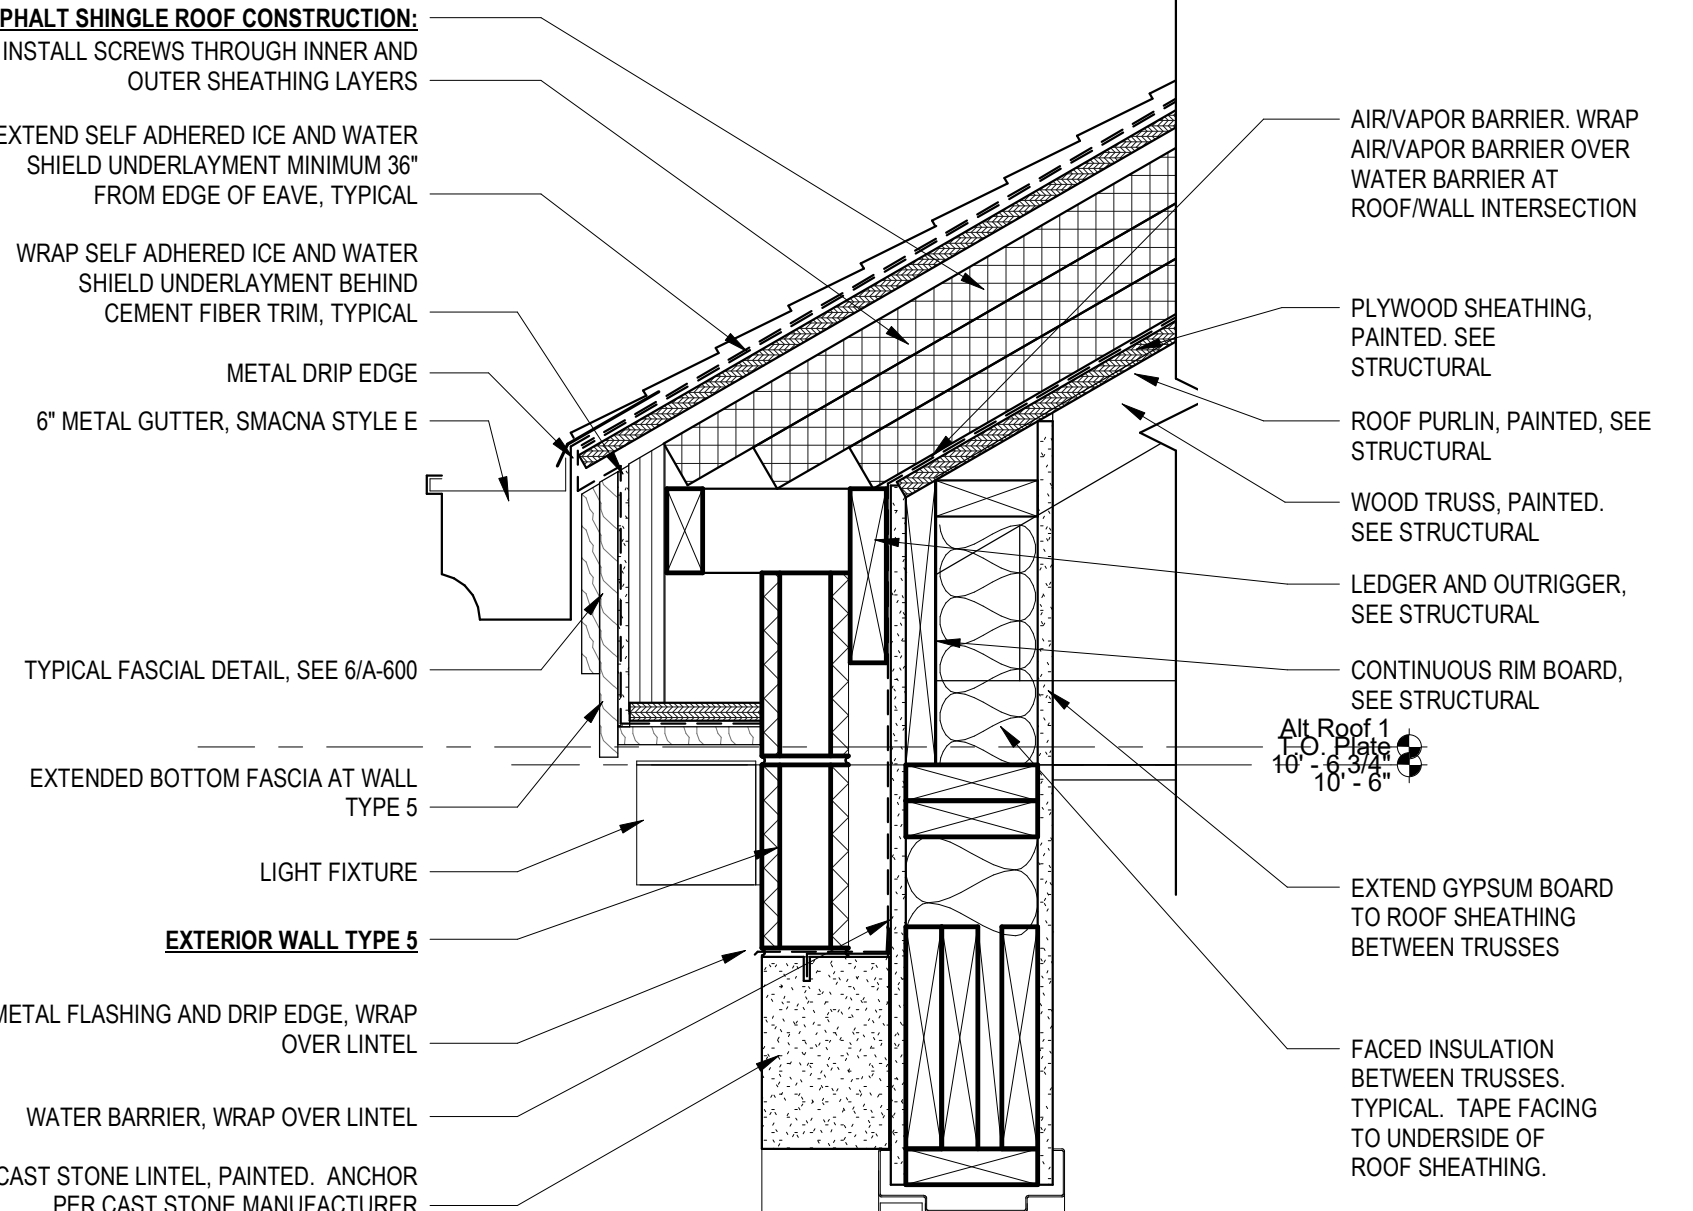 PHALT SHINGLE ROOF CONSTRUCTION:
INSTALL SCREWS THROUGH INNER AND
OUTER SHEATHING LAYERS
EXTEND SELF ADHERED ICE AND WATER
SHIELD UNDERLAYMENT MINIMUM 36"
FROM EDGE OF EAVE, TYPICAL
WRAP SELF ADHERED ICE AND WATER
SHIELD UNDERLAYMENT BEHIND
CEMENT FIBER TRIM, TYPICAL
METAL DRIP EDGE
6" METAL GUTTER, SMACNA STYLE E
TYPICAL FASCIAL DETAIL, SEE 6/A-600
EXTENDED BOTTOM FASCIA AT WALL
TYPE 5
LIGHT FIXTURE
EXTERIOR WALL TYPE 5
METAL FLASHING AND DRIP EDGE, WRAP
OVER LINTEL
WATER BARRIER, WRAP OVER LINTEL
CAST STONE LINTEL, PAINTED. ANCHOR
PER CAST STONE MANUFACTURER
AIR/VAPOR BARRIER. WRAP
AIR/VAPOR BARRIER OVER
WATER BARRIER AT
ROOF/WALL INTERSECTION
PLYWOOD SHEATHING,
PAINTED. SEE
STRUCTURAL
ROOF PURLIN, PAINTED, SEE
STRUCTURAL
WOOD TRUSS, PAINTED.
SEE STRUCTURAL
LEDGER AND OUTRIGGER,
SEE STRUCTURAL
CONTINUOUS RIM BOARD,
SEE STRUCTURAL
Alt Roof 1
T.O. Plate
10' - 6 3/4"
10' - 6"
EXTEND GYPSUM BOARD
TO ROOF SHEATHING
BETWEEN TRUSSES
FACED INSULATION
BETWEEN TRUSSES.
TYPICAL. TAPE FACING
TO UNDERSIDE OF
ROOF SHEATHING.